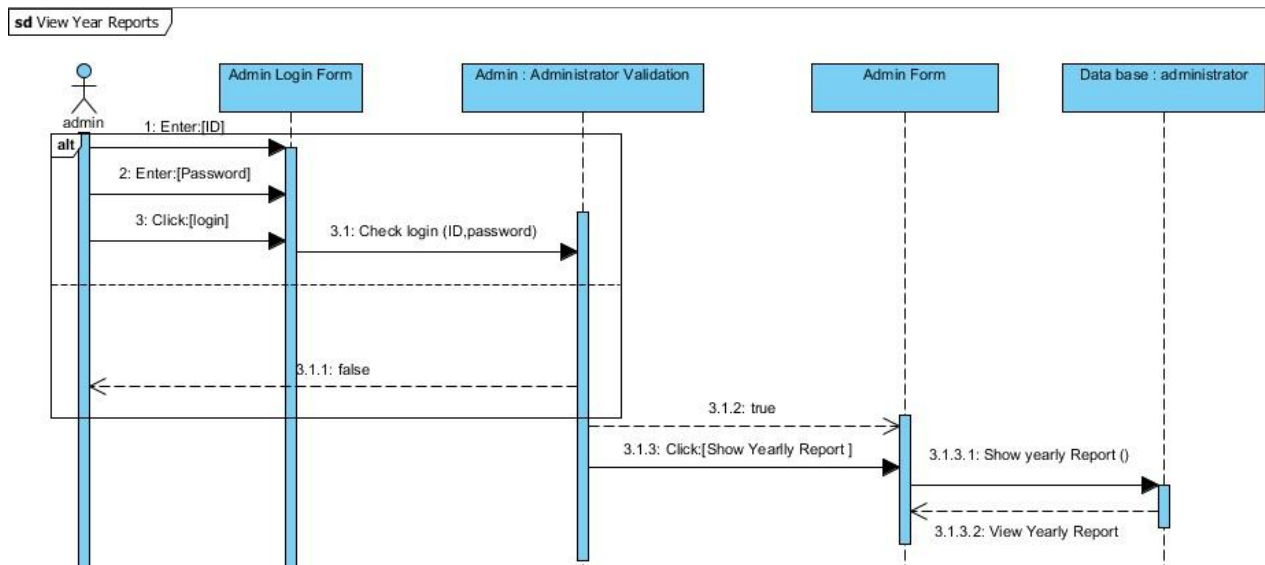 sd View Year Reports
admin
Admin Login Form
Admin : Administrator Validation
Admin Form
Data base : administrator
alt
1: Enter:[ID]
2: Enter:[Password]
3: Click:[login]
3.1: Check login (ID,password)
3.1.1: false
3.1.2: true
3.1.3: Click:[Show Yearlly Report ]
3.1.3.1: Show yearly Report ()
3.1.3.2: View Yearly Report